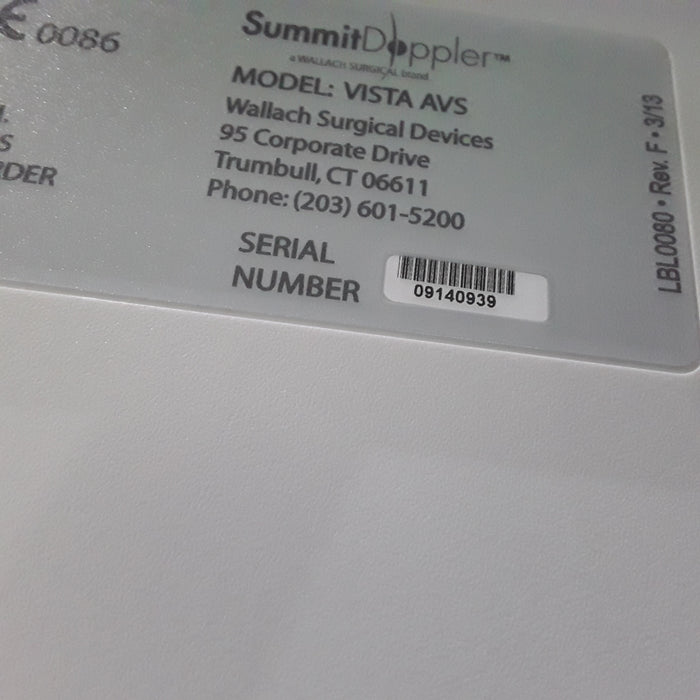 CE 0086
SummitDoppler™
a WALLACH SURGICAL brand
MODEL: VISTA AVS
Wallach Surgical Devices
95 Corporate Drive
Trumbull, CT 06611
Phone: (203) 601-5200
SERIAL
NUMBER
09140939
LBL0080 • Rev. F • 3/13